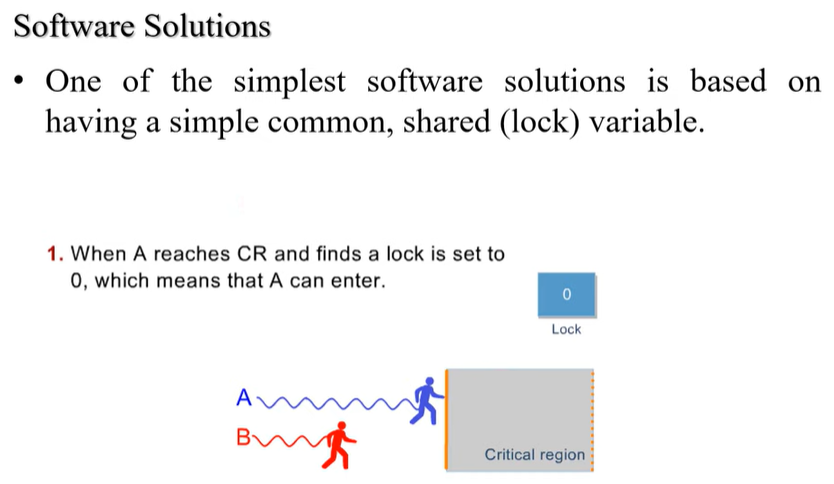 Software Solutions
• One of the simplest software solutions is based on
having a simple common, shared (lock) variable.
1. When A reaches CR and finds a lock is set to
0, which means that A can enter.
0
Lock
A
B
Critical region